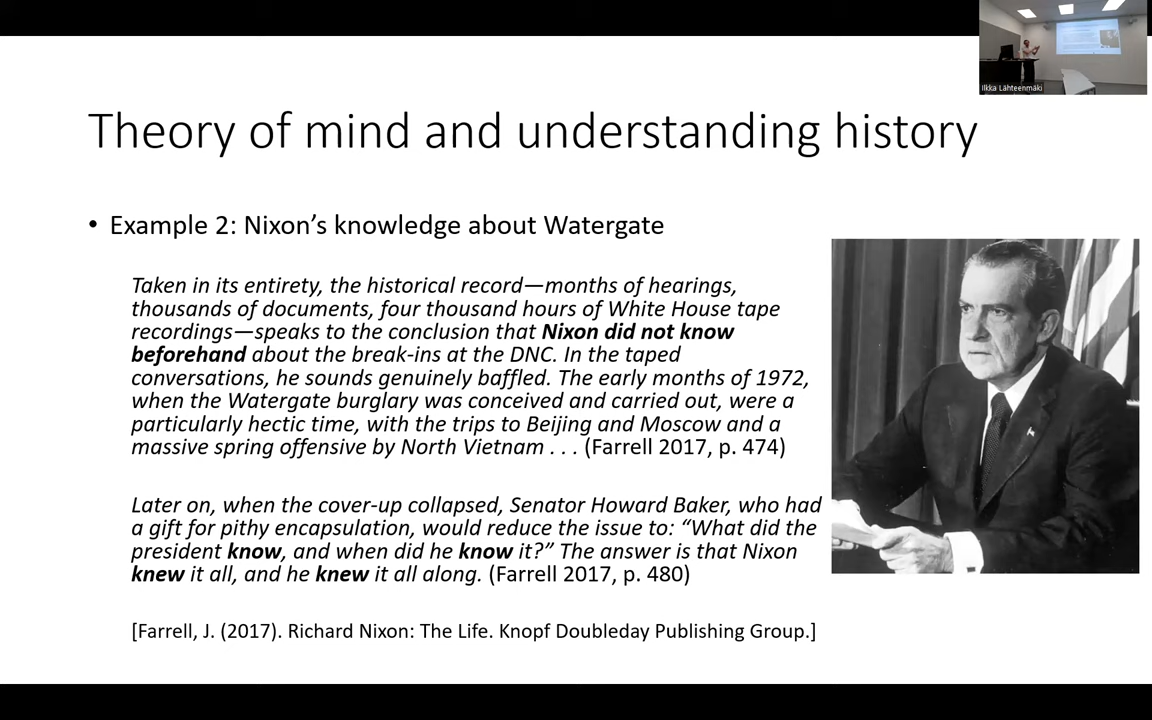 Ilkka Lähteenmäki
Theory of mind and understanding history
• Example 2: Nixon’s knowledge about Watergate
Taken in its entirety, the historical record—months of hearings,
thousands of documents, four thousand hours of White House tape
recordings—speaks to the conclusion that Nixon did not know
beforehand about the break-ins at the DNC. In the taped
conversations, he sounds genuinely baffled. The early months of 1972,
when the Watergate burglary was conceived and carried out, were a
particularly hectic time, with the trips to Beijing and Moscow and a
massive spring offensive by North Vietnam . . . (Farrell 2017, p. 474)
Later on, when the cover-up collapsed, Senator Howard Baker, who had
a gift for pithy encapsulation, would reduce the issue to: “What did the
president know, and when did he know it?” The answer is that Nixon
knew it all, and he knew it all along. (Farrell 2017, p. 480)
[Farrell, J. (2017). Richard Nixon: The Life. Knopf Doubleday Publishing Group.]